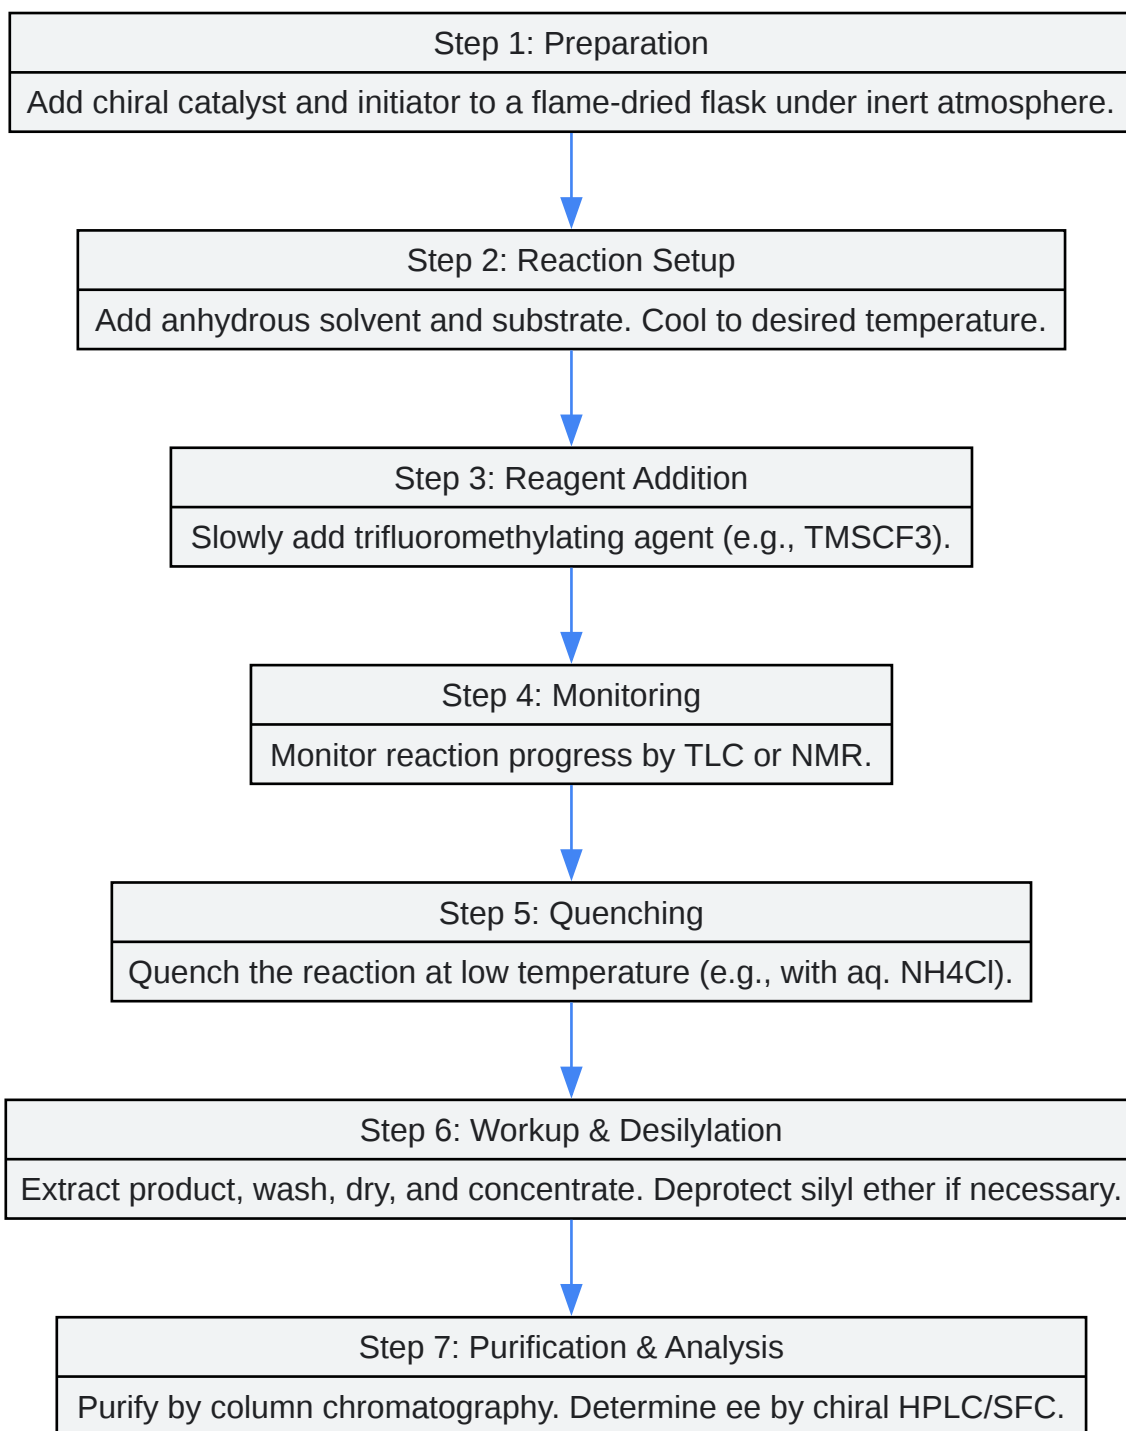 Step 1: Preparation
Add chiral catalyst and initiator to a flame-dried flask under inert atmosphere.
Step 2: Reaction Setup
Add anhydrous solvent and substrate. Cool to desired temperature.
Step 3: Reagent Addition
Slowly add trifluoromethylating agent (e.g., TMSCF3).
Step 4: Monitoring
Monitor reaction progress by TLC or NMR.
Step 5: Quenching
Quench the reaction at low temperature (e.g., with aq. NH4Cl).
Step 6: Workup & Desilylation
Extract product, wash, dry, and concentrate. Deprotect silyl ether if necessary.
Step 7: Purification & Analysis
Purify by column chromatography. Determine ee by chiral HPLC/SFC.